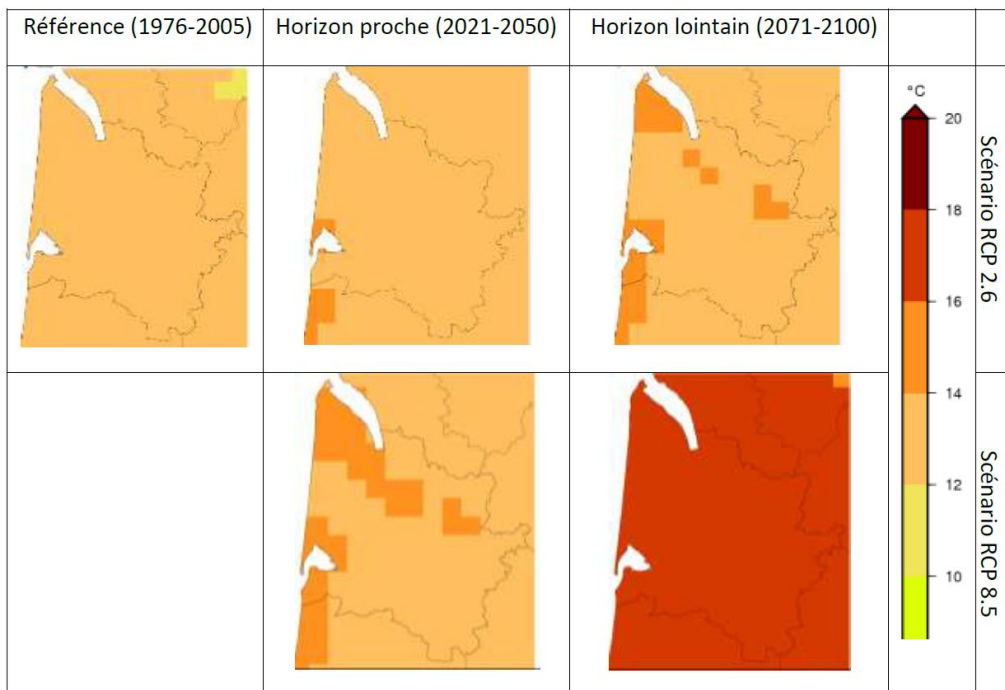 Référence (1976-2005)
Horizon proche (2021-2050)
Horizon lointain (2071-2100)
°C
20
18
16
14
12
10
Scénario RCP 2.6
Scénario RCP 8.5